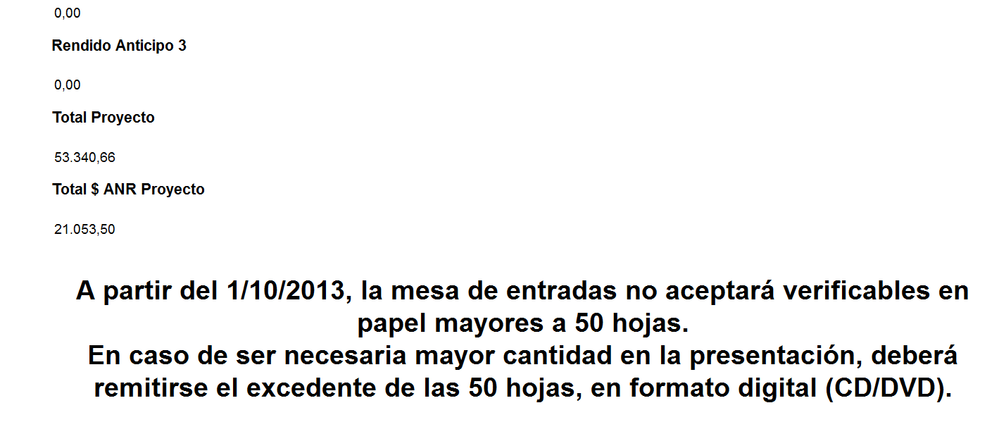 0,00
Rendido Anticipo 3
0,00
Total Proyecto
53.340,66
Total $ ANR Proyecto
21.053,50
A partir del 1/10/2013, la mesa de entradas no aceptará verificables en
papel mayores a 50 hojas.
En caso de ser necesaria mayor cantidad en la presentación, deberá
remitirse el excedente de las 50 hojas, en formato digital (CD/DVD).